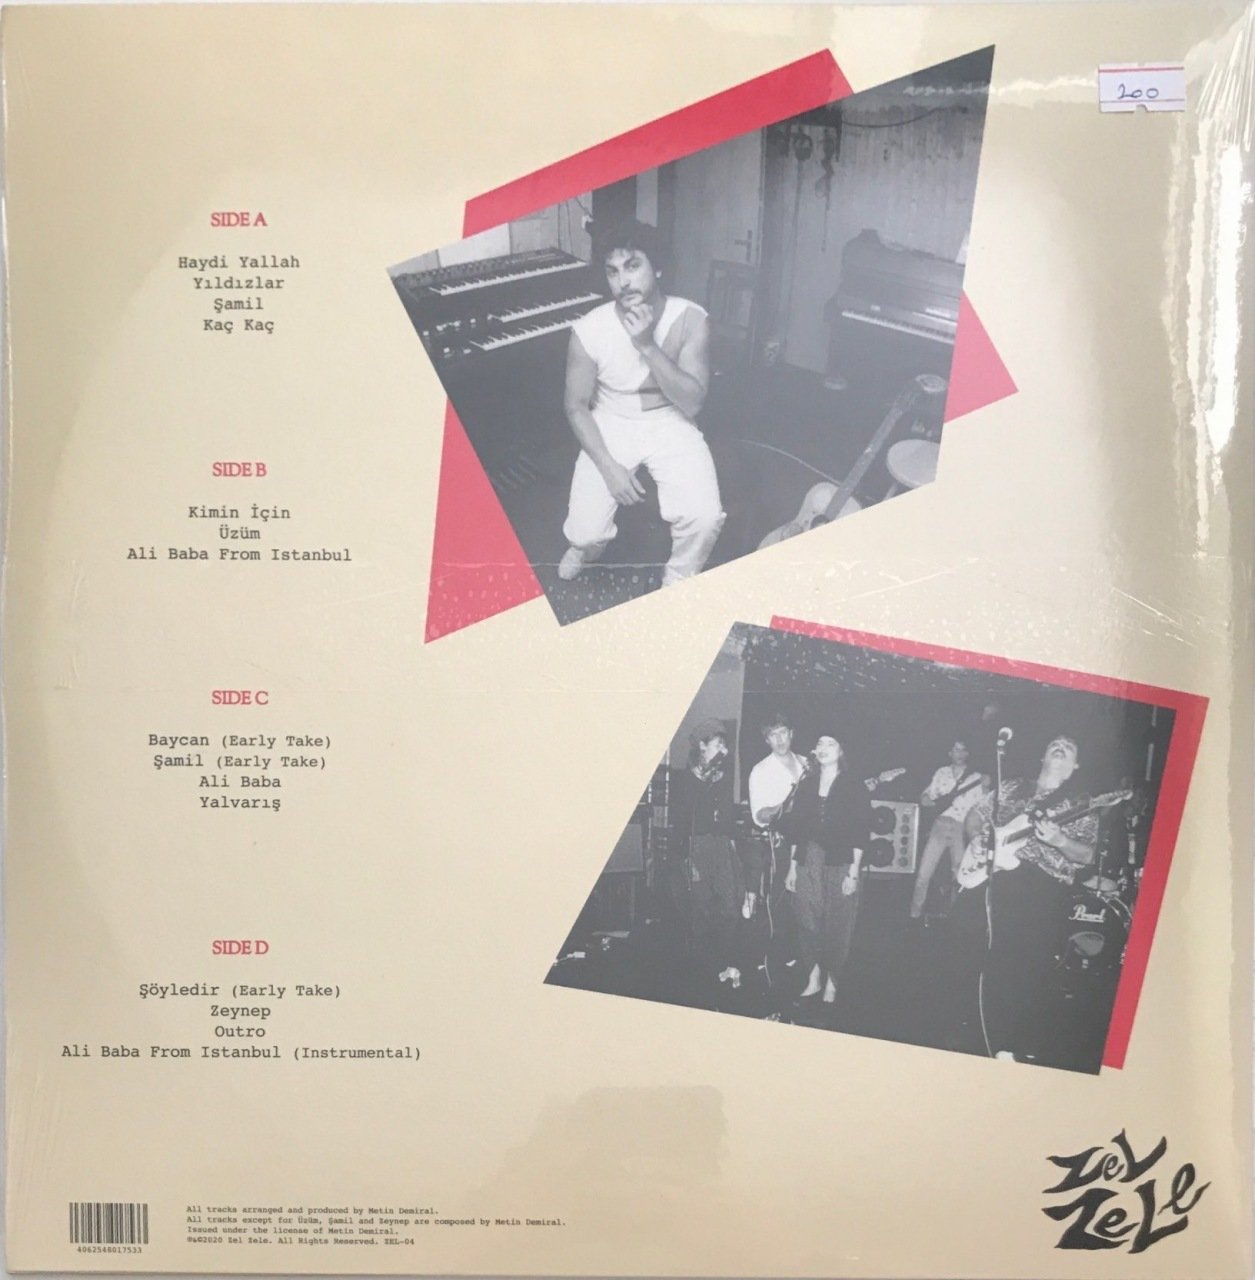 200
SIDE A
Haydi Yallah
Yıldızlar
Şamil
Kaç Kaç
SIDE B
Kimin İçin
Üzüm
Ali Baba From Istanbul
SIDE C
Baycan (Early Take)
Şamil (Early Take)
Ali Baba
Yalvarış
SIDE D
Şöyledir (Early Take)
Zeynep
Outro
Ali Baba From Istanbul (Instrumental)
Pearl
Zel
Zele
4062548017533
All tracks arranged and produced by Metin Demiral.
All tracks except for Üzüm, Şamil and Zeynep are composed by Metin Demiral.
Issued under the license of Metin Demiral.
℗&©2020 Zel Zele. All Rights Reserved. ZEL-04